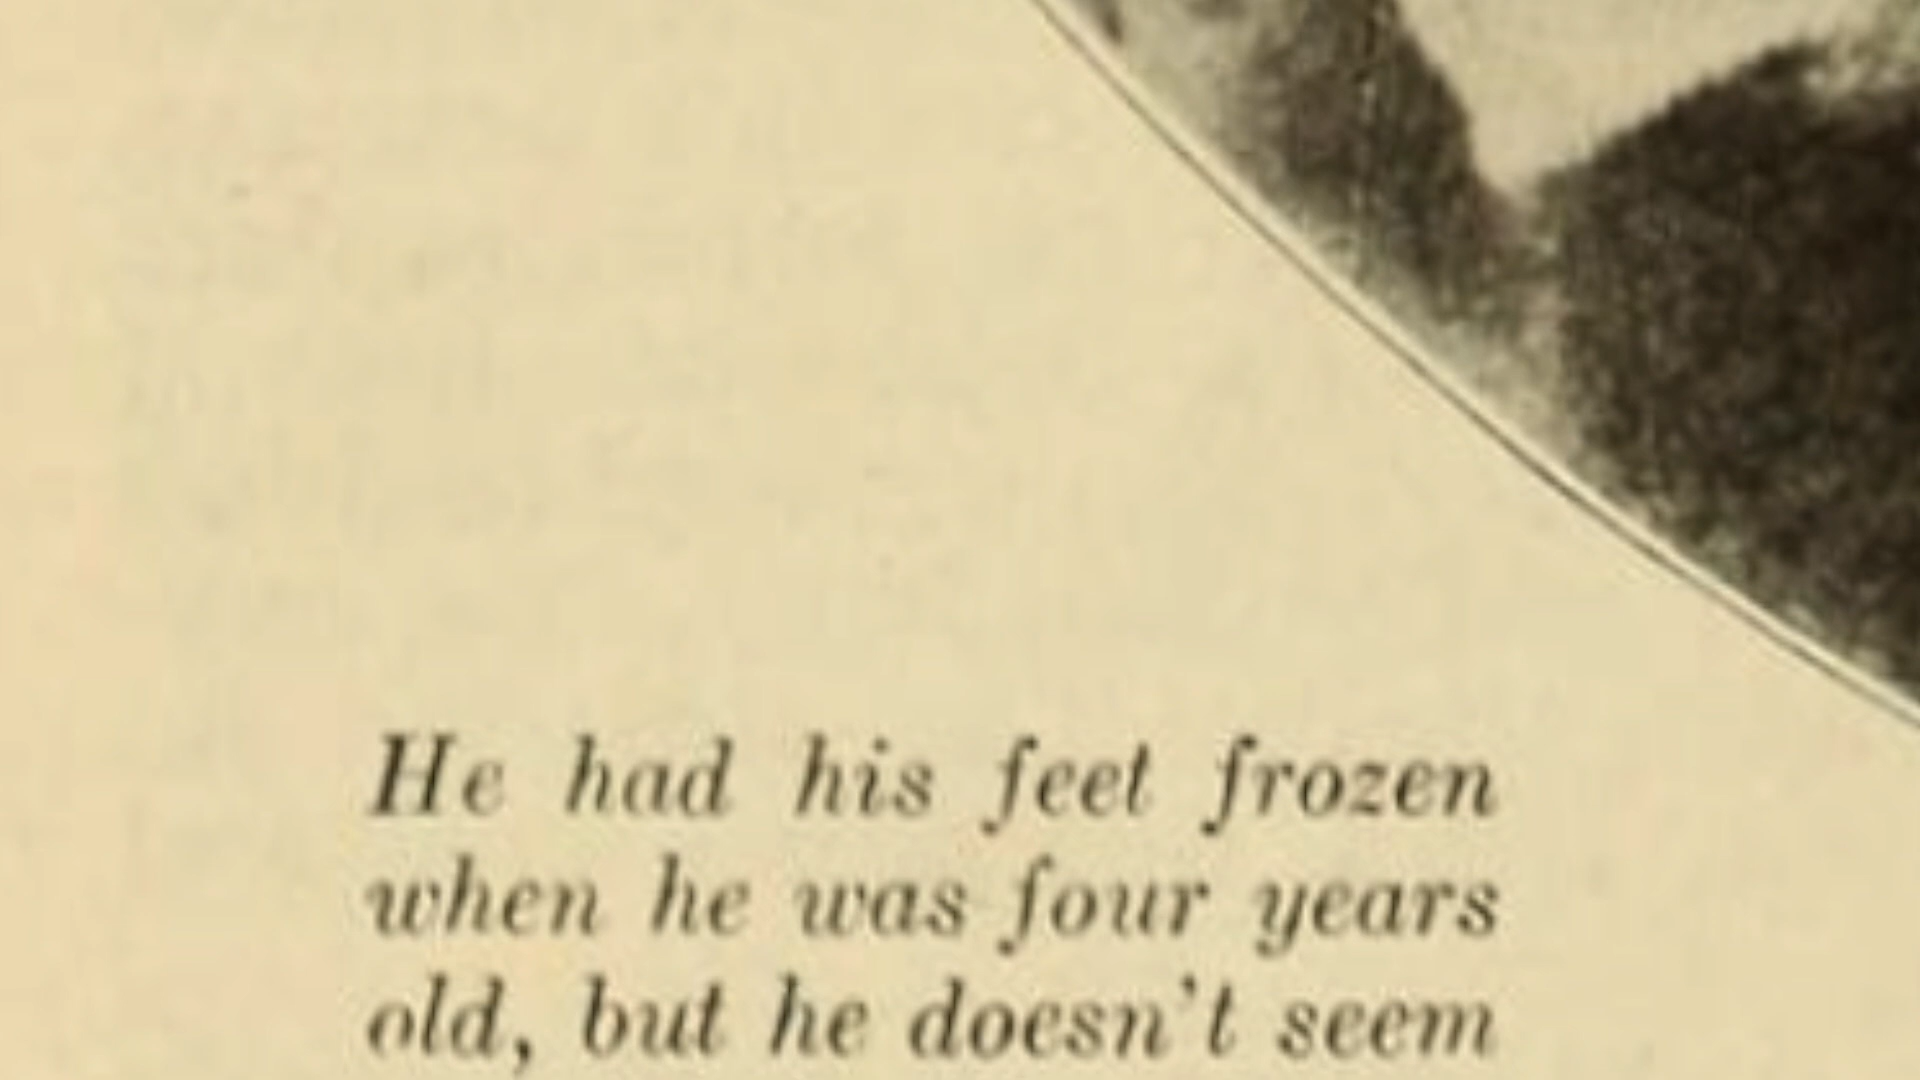 He had his feet frozen
when he was four years
old, but he doesn't seem